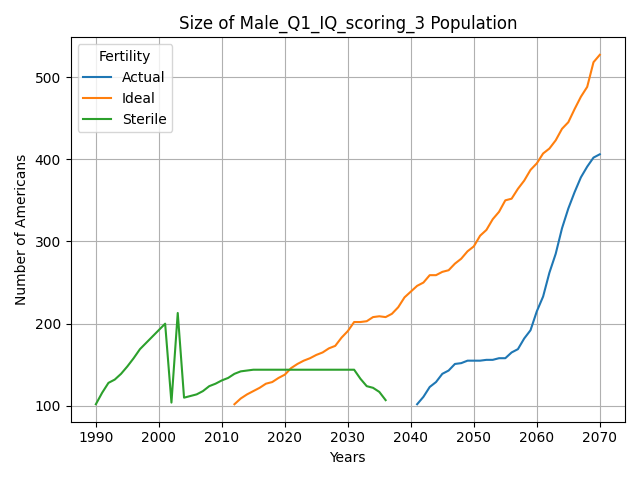 Size of Male_Q1_IQ_scoring_3 Population
Fertility
Actual
Ideal
Sterile
Number of Americans
500
400
300
200
100
1990 2000 2010 2020 2030 2040 2050 2060 2070
Years